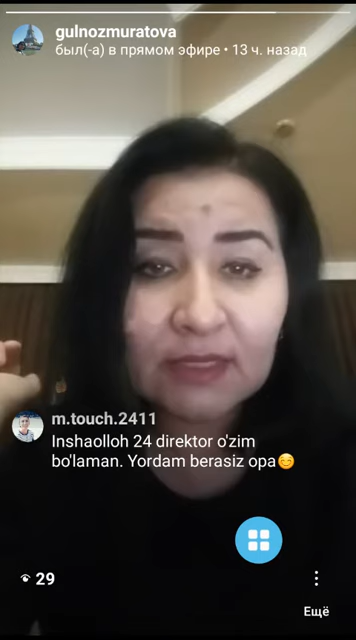 gulnozmuratova
был(-а) в прямом эфире • 13 ч. назад
m.touch.2411
Inshaolloh 24 direktor o'zim
bo'laman. Yordam berasiz opa😊
29
Ещё